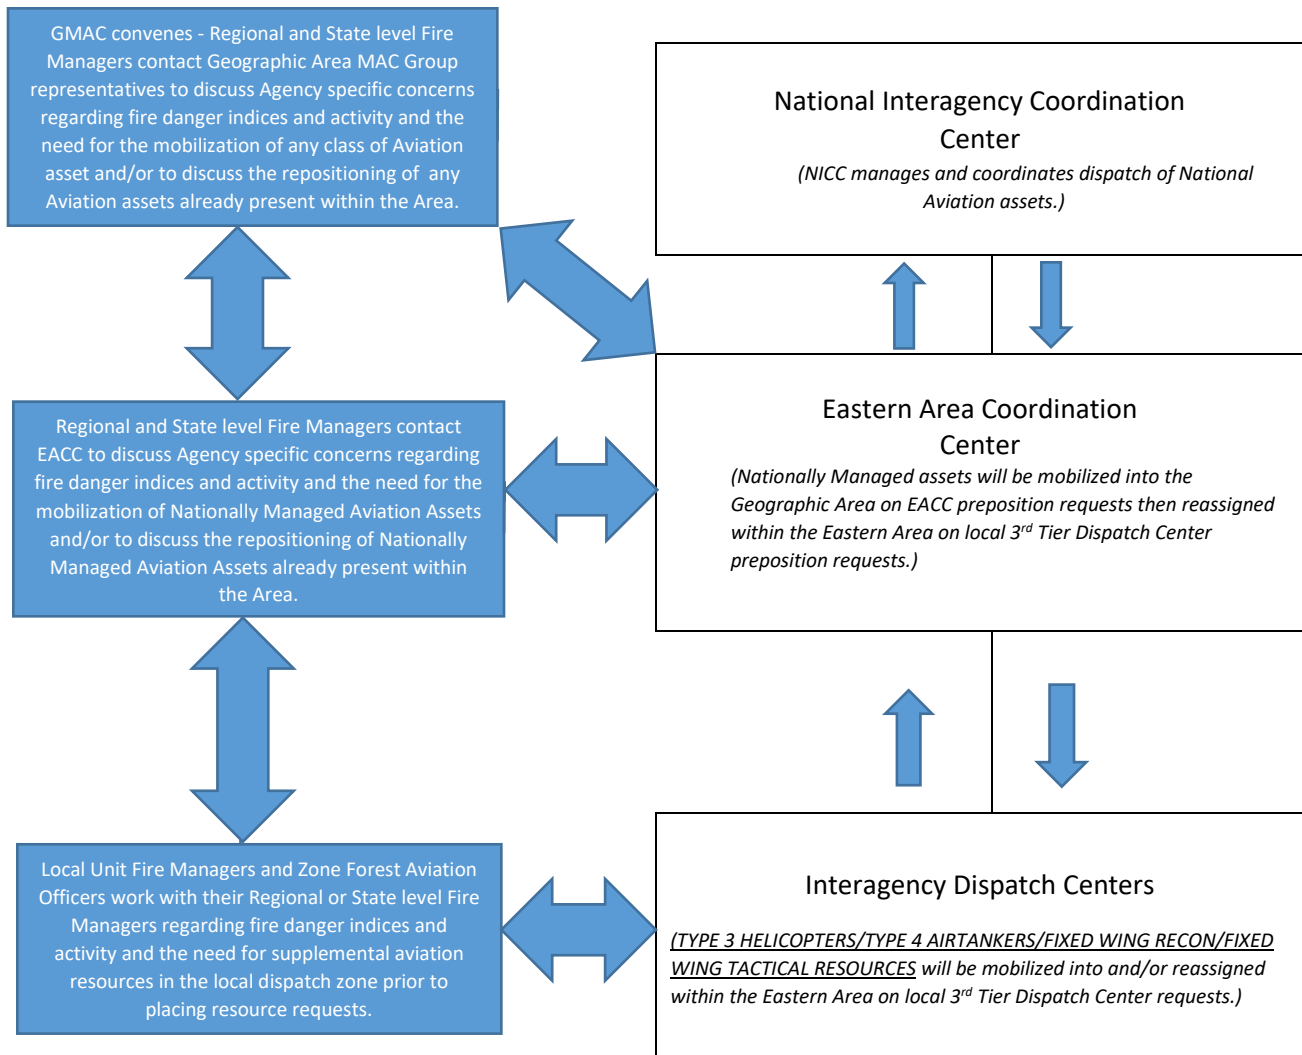 GMAC convenes - Regional and State level Fire
Managers contact Geographic Area MAC Group
representatives to discuss Agency specific concerns
regarding fire danger indices and activity and the
need for the mobilization of any class of Aviation
asset and/or to discuss the repositioning of any
Aviation assets already present within the Area.
National Interagency Coordination
Center
(NICC manages and coordinates dispatch of National
Aviation assets.)
Regional and State level Fire Managers contact
EACC to discuss Agency specific concerns regarding
fire danger indices and activity and the need for the
mobilization of Nationally Managed Aviation Assets
and/or to discuss the repositioning of Nationally
Managed Aviation Assets already present within
the Area.
Eastern Area Coordination
Center
(Nationally Managed assets will be mobilized into the
Geographic Area on EACC preposition requests then reassigned
within the Eastern Area on local 3rd Tier Dispatch Center
preposition requests.)
Local Unit Fire Managers and Zone Forest Aviation
Officers work with their Regional or State level Fire
Managers regarding fire danger indices and
activity and the need for supplemental aviation
resources in the local dispatch zone prior to
placing resource requests.
Interagency Dispatch Centers
(TYPE 3 HELICOPTERS/TYPE 4 AIRTANKERS/FIXED WING RECON/FIXED
WING TACTICAL RESOURCES will be mobilized into and/or reassigned
within the Eastern Area on local 3rd Tier Dispatch Center requests.)